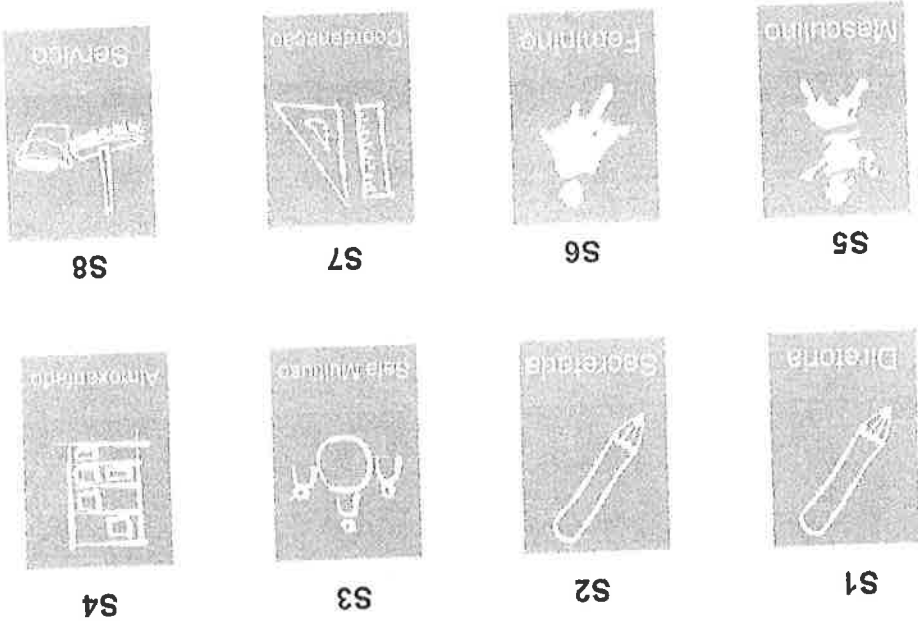 S1 S2 S3 S4
Diretoria Secretaria Sala Multiuso Almoxarifado
S5 S6 S7 S8
Masculino Feminino Coordenação Serviço